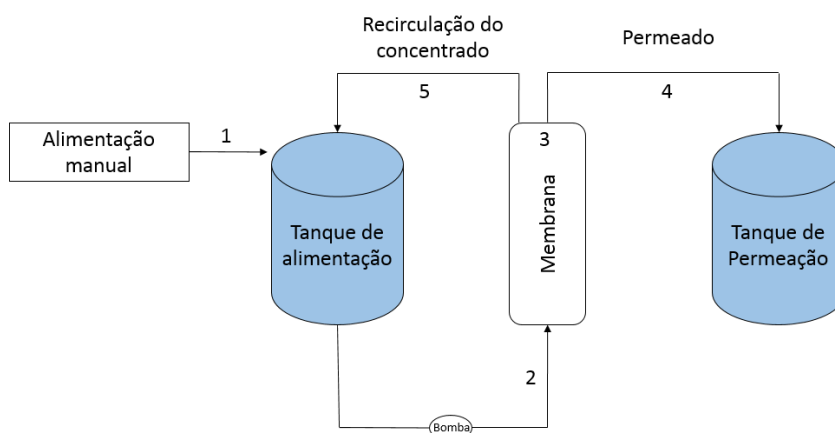 Recirculação do
concentrado
Permeado
5
4
Alimentação
manual
1
3
Membrana
Tanque de
alimentação
Tanque de
Permeação
2
Bomba